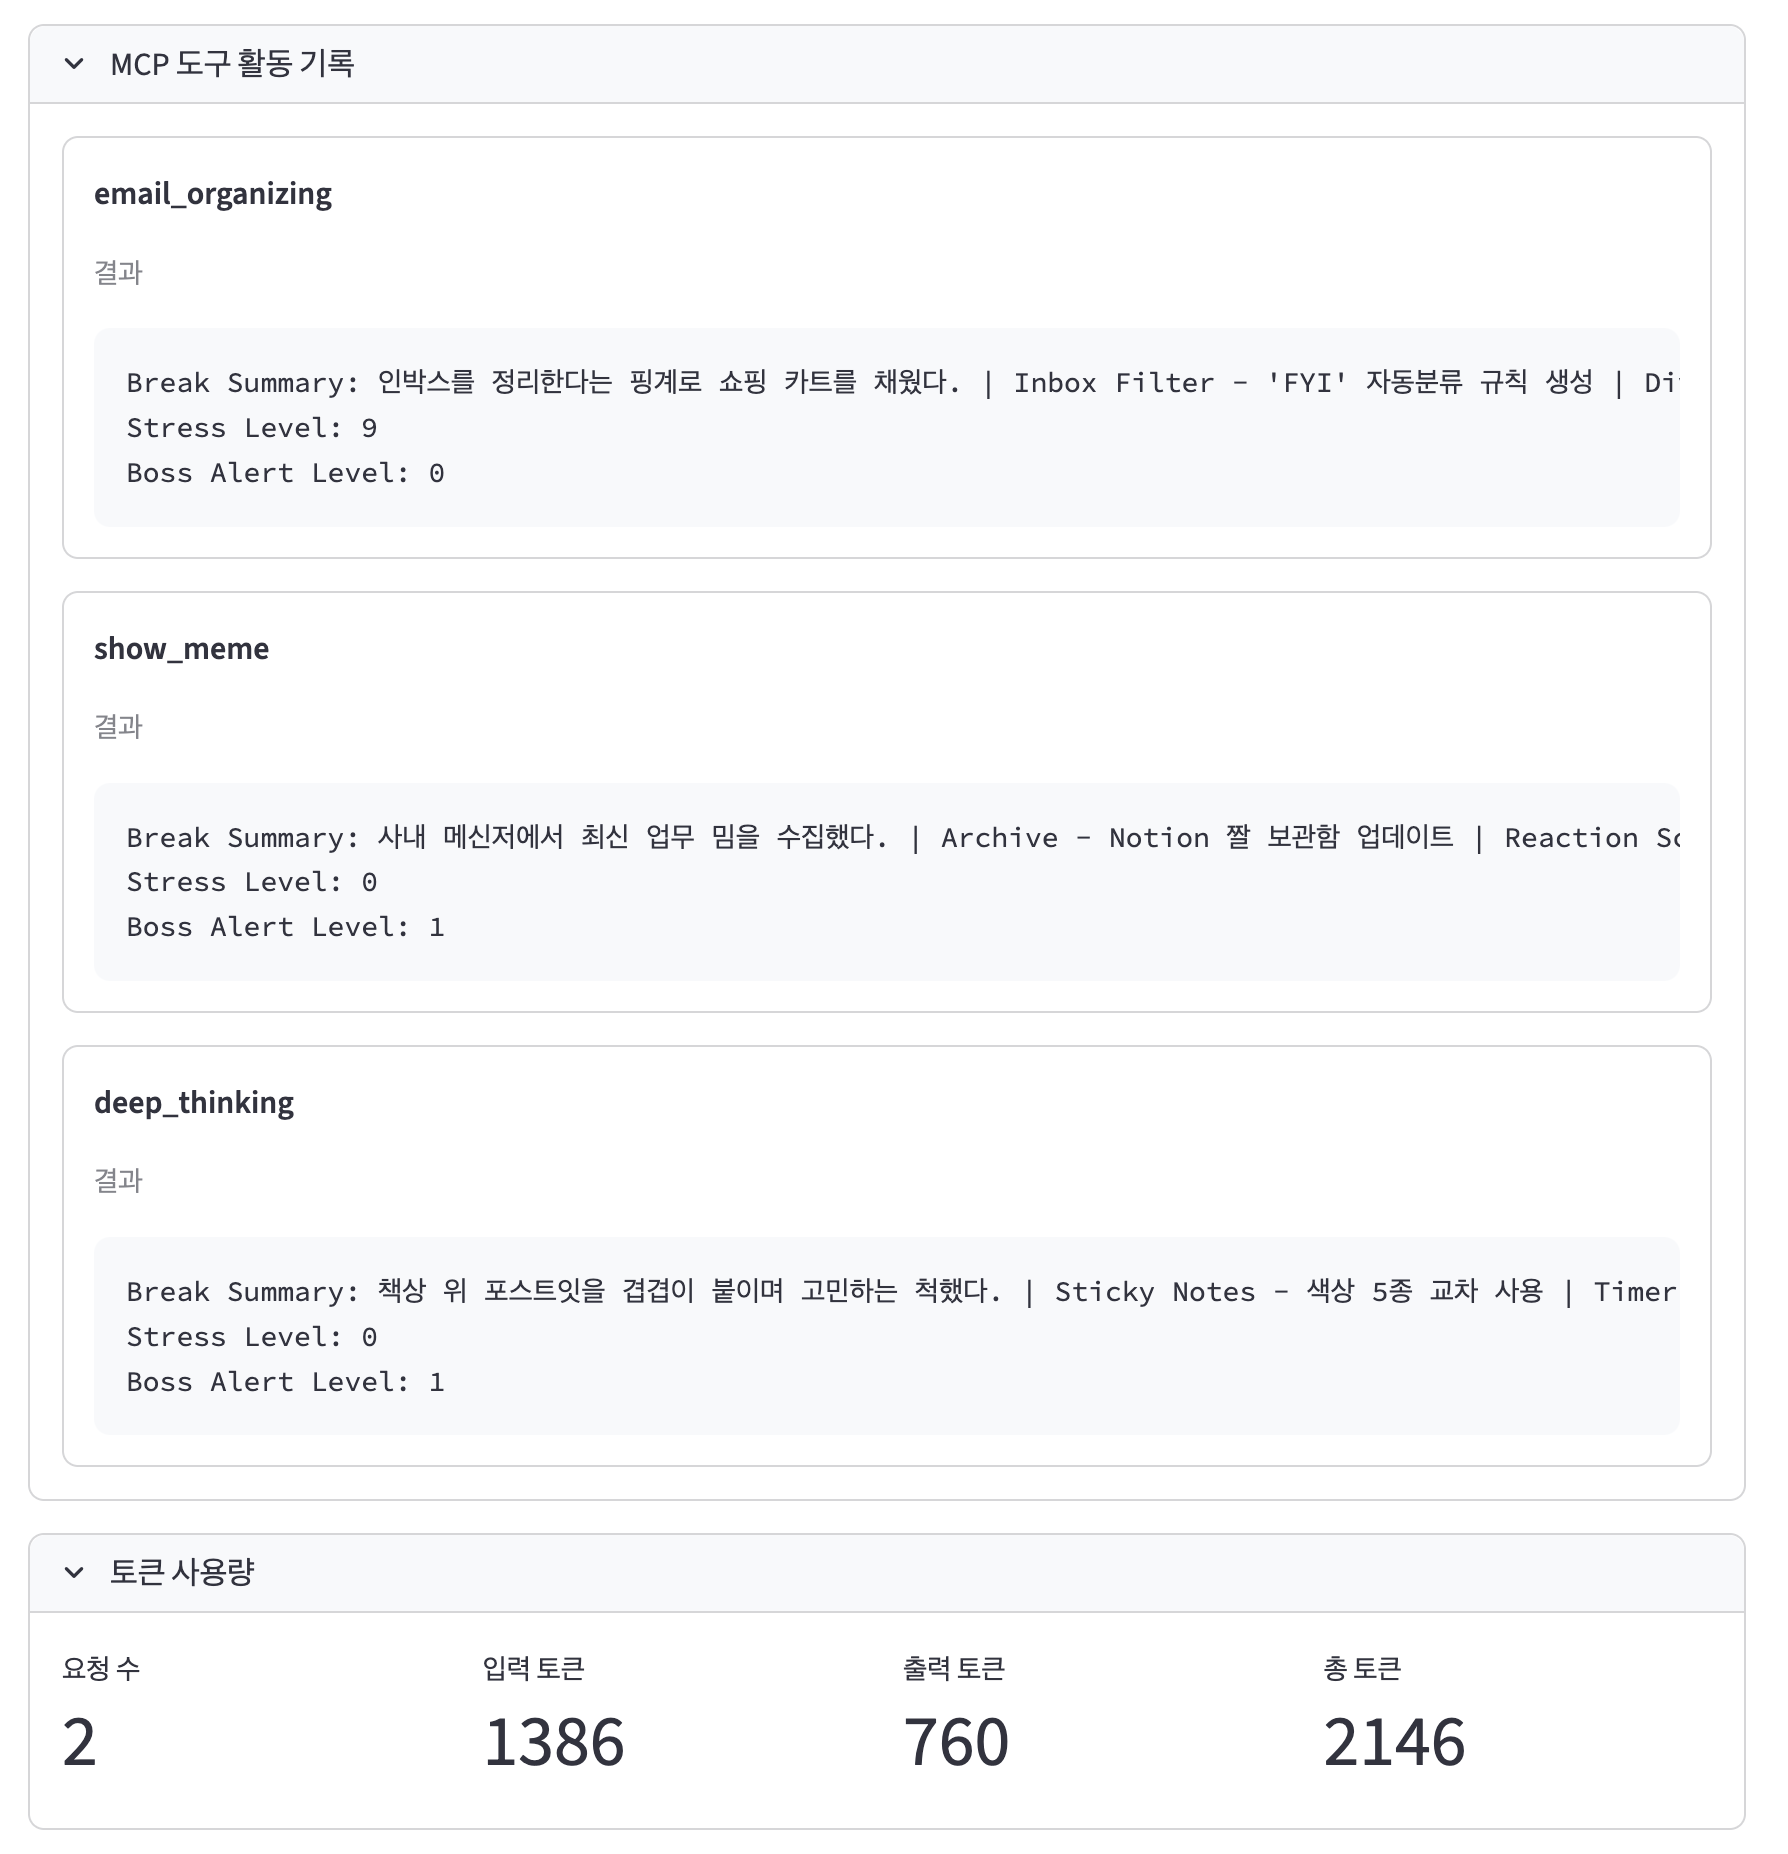 MCP 도구 활동 기록
email_organizing
결과
Break Summary: 인박스를 정리한다는 핑계로 쇼핑 카트를 채웠다. | Inbox Filter - 'FYI' 자동분류 규칙 생성 |
Stress Level: 9
Boss Alert Level: 0
show_meme
결과
Break Summary: 사내 메신저에서 최신 업무 밈을 수집했다. | Archive - Notion 짤 보관함 업데이트 | Reaction
Stress Level: 0
Boss Alert Level: 1
deep_thinking
결과
Break Summary: 책상 위 포스트잇을 겹겹이 붙이며 고민하는 척했다. | Sticky Notes - 색상 5종 교차 사용 | Timer
Stress Level: 0
Boss Alert Level: 1
토큰 사용량
요청 수 입력 토큰 출력 토큰 총 토큰
2 1386 760 2146